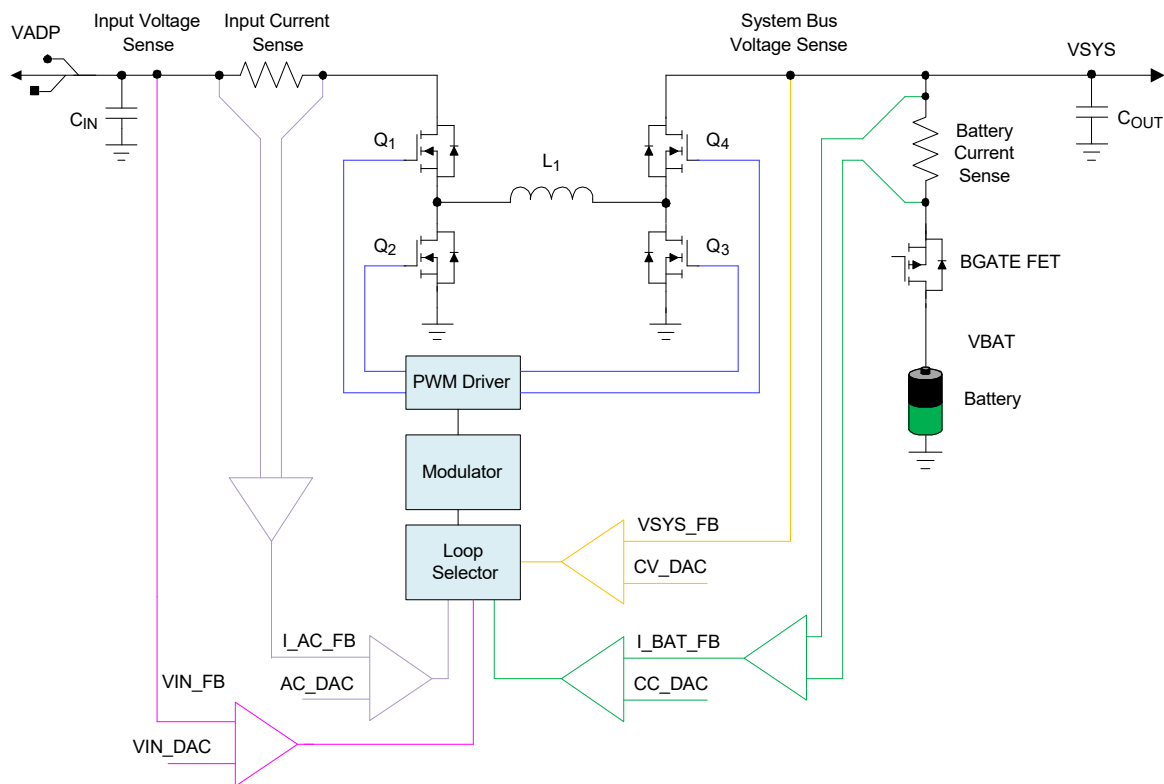 Input Voltage
Sense
Input Current
Sense
System Bus
Voltage Sense
VADP
VSYS
CIN
COUT
Q1
Q4
L1
Battery
Current
Sense
Q2
Q3
BGATE FET
VBAT
PWM Driver
Battery
Modulator
VSYS_FB
Loop
Selector
CV_DAC
I_AC_FB
I_BAT_FB
AC_DAC
CC_DAC
VIN_FB
VIN_DAC